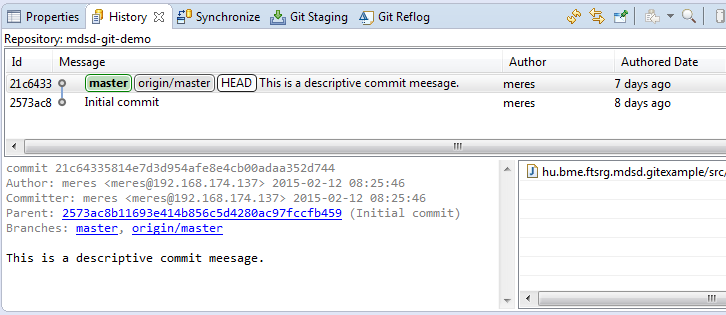 Properties History Synchronize Git Staging Git Reflog
Repository: mdsd-git-demo
Id Message Author Authored Date
21c6433 master origin/master HEAD This is a descriptive commit meesage. meres 7 days ago
2573ac8 Initial commit meres 8 days ago
commit 21c64335814e7d3d954afe8e4cb00adaa352d744
Author: meres <meres@192.168.174.137> 2015-02-12 08:25:46
Committer: meres <meres@192.168.174.137> 2015-02-12 08:25:46
Parent: 2573ac8b11693e414b856c5d4280ac97fccfb459 (Initial commit)
Branches: master, origin/master
This is a descriptive commit meesage.
hu.bme.ftsrg.mdsd.gitexample/src/